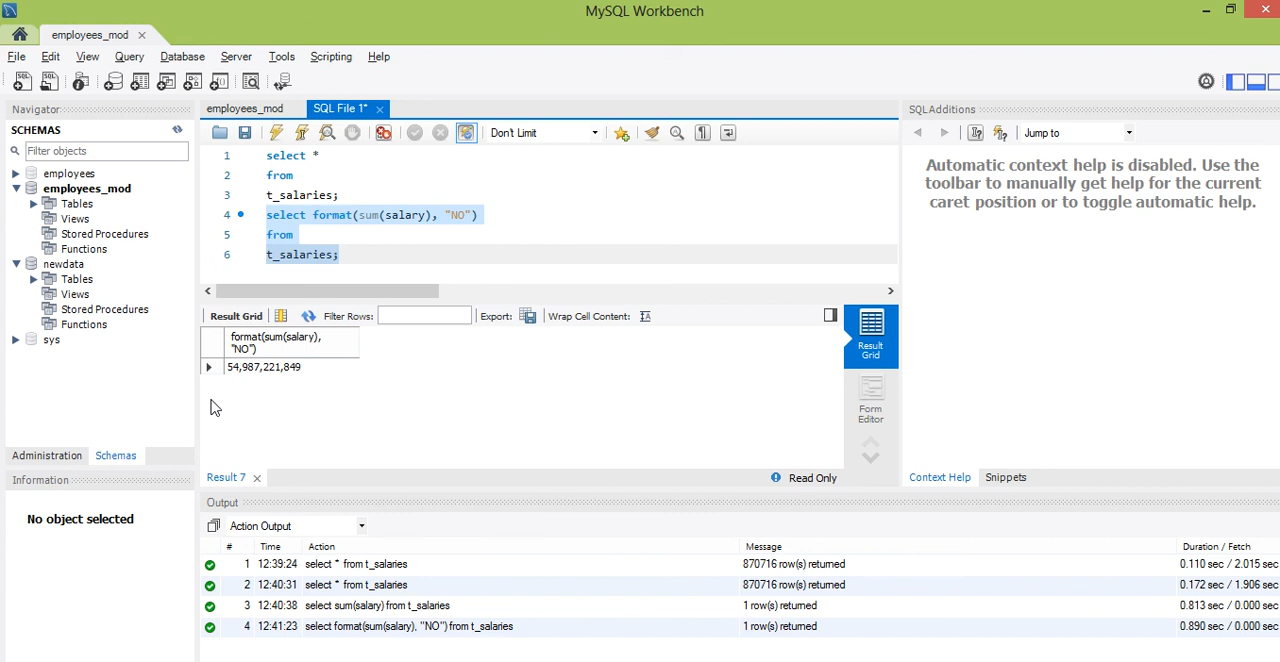 MySQL Workbench
employees_mod
File Edit View Query Database Server Tools Scripting Help
Navigator
SCHEMAS
Filter objects
employees
employees_mod
Tables
Views
Stored Procedures
Functions
newdata
Tables
Views
Stored Procedures
Functions
sys
Administration Schemas
Information
No object selected
employees_mod SQL File 1*
Don't Limit
1 select *
2 from
3 t_salaries;
4 select format(sum(salary), "NO")
5 from
6 t_salaries;
Result Grid Filter Rows: Export: Wrap Cell Content:
format(sum(salary),
"NO")
54,987,221,849
Result
Grid
Form
Editor
Result 7 Read Only
SQLAdditions
Jump to
Automatic context help is disabled. Use the
toolbar to manually get help for the current
caret position or to toggle automatic help.
Context Help Snippets
Output
Action Output
# Time Action Message Duration / Fetch
1 12:39:24 select * from t_salaries 870716 row(s) returned 0.110 sec / 2.015 sec
2 12:40:31 select * from t_salaries 870716 row(s) returned 0.172 sec / 1.906 sec
3 12:40:38 select sum(salary) from t_salaries 1 row(s) returned 0.813 sec / 0.000 sec
4 12:41:23 select format(sum(salary), "NO") from t_salaries 1 row(s) returned 0.890 sec / 0.000 sec